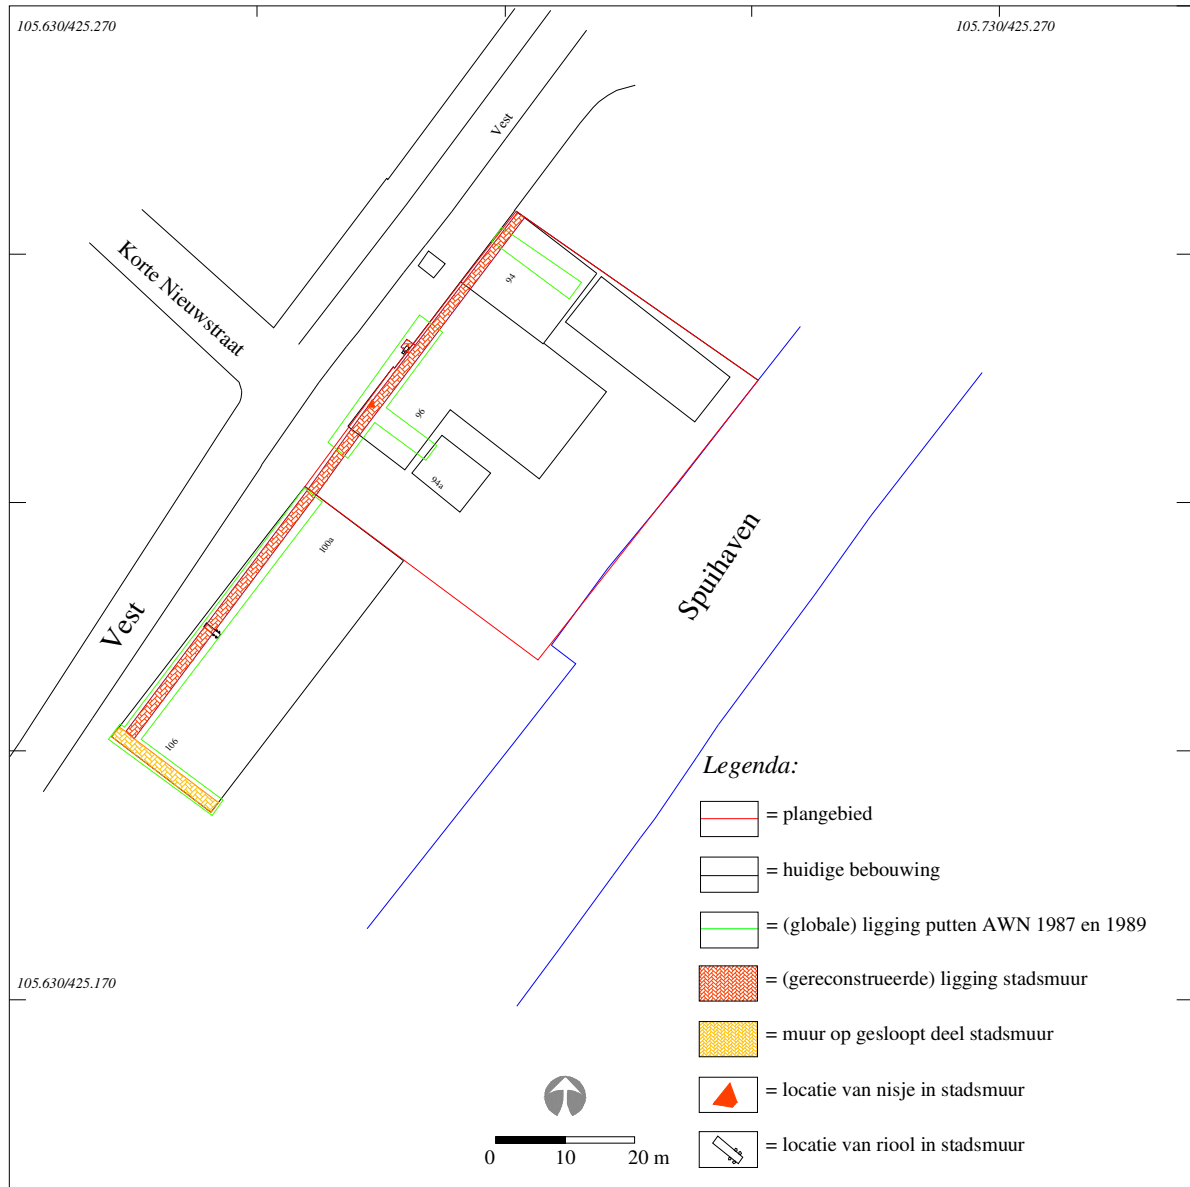 105.630/425.270
105.730/425.270
Vest
Korte Nieuwstraat
94
96
94a
100a
Spuihaven
Vest
106
Legenda:
= plangebied
= huidige bebouwing
= (globale) ligging putten AWN 1987 en 1989
105.630/425.170
= (gereconstrueerde) ligging stadsmuur
= muur op gesloopt deel stadsmuur
= locatie van nisje in stadsmuur
= locatie van riool in stadsmuur
0 10 20 m